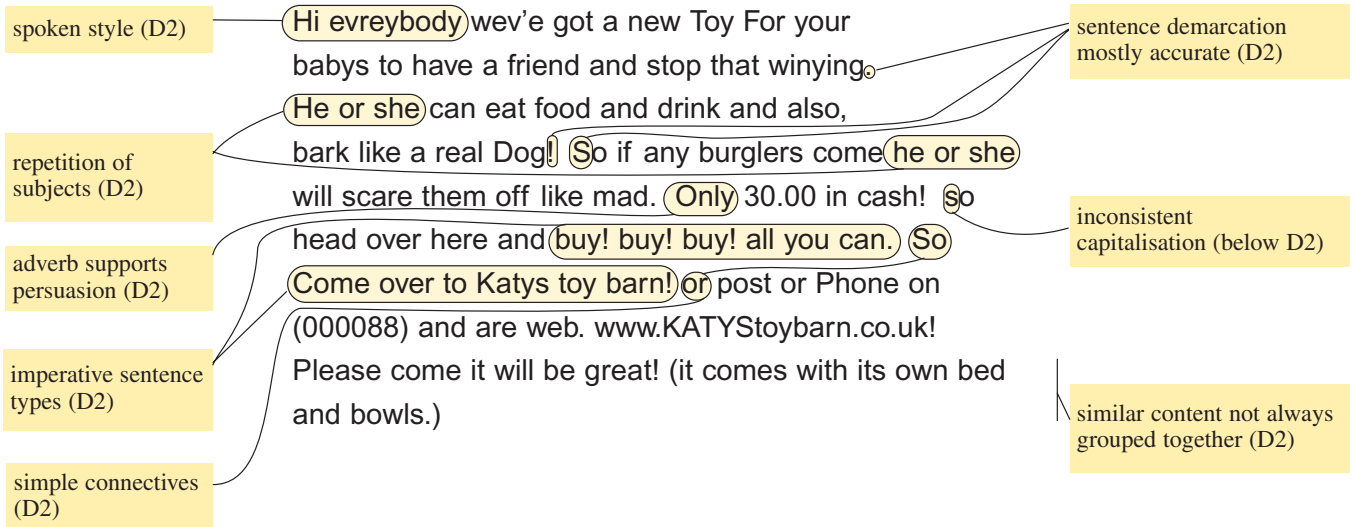 spoken style (D2)
repetition of
subjects (D2)
adverb supports
persuasion (D2)
imperative sentence
types (D2)
simple connectives
(D2)
Hi evreybody wev'e got a new Toy For your
babys to have a friend and stop that winying.
He or she can eat food and drink and also,
bark like a real Dog! So if any burglers come he or she
will scare them off like mad. Only 30.00 in cash! so
head over here and buy! buy! buy! all you can. So
Come over to Katys toy barn! or post or Phone on
(000088) and are web. www.KATYStoybarn.co.uk!
Please come it will be great! (it comes with its own bed
and bowls.)
sentence demarcation
mostly accurate (D2)
inconsistent
capitalisation (below D2)
similar content not always
grouped together (D2)